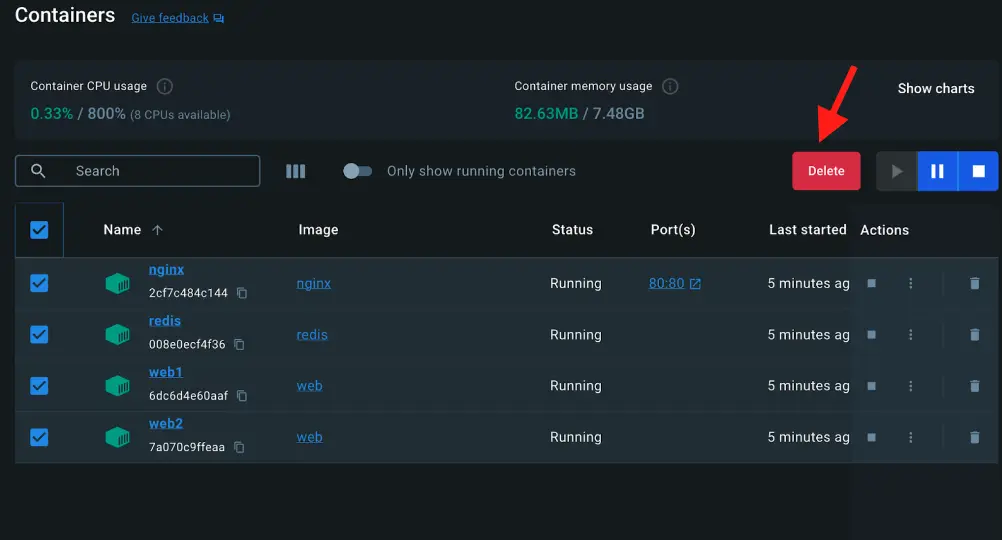 Containers Give feedback
Container CPU usage
0.33% / 800% (8 CPUs available)
Container memory usage
82.63MB / 7.48GB
Show charts
Search
Only show running containers
Delete
Name Image Status Port(s) Last started Actions
nginx
2cf7c484c144 nginx Running 80:80 5 minutes ag
redis
008e0ecf4f36 redis Running 5 minutes ag
web1
6dc6d4e60aaf web Running 5 minutes ag
web2
7a070c9ffeaa web Running 5 minutes ag